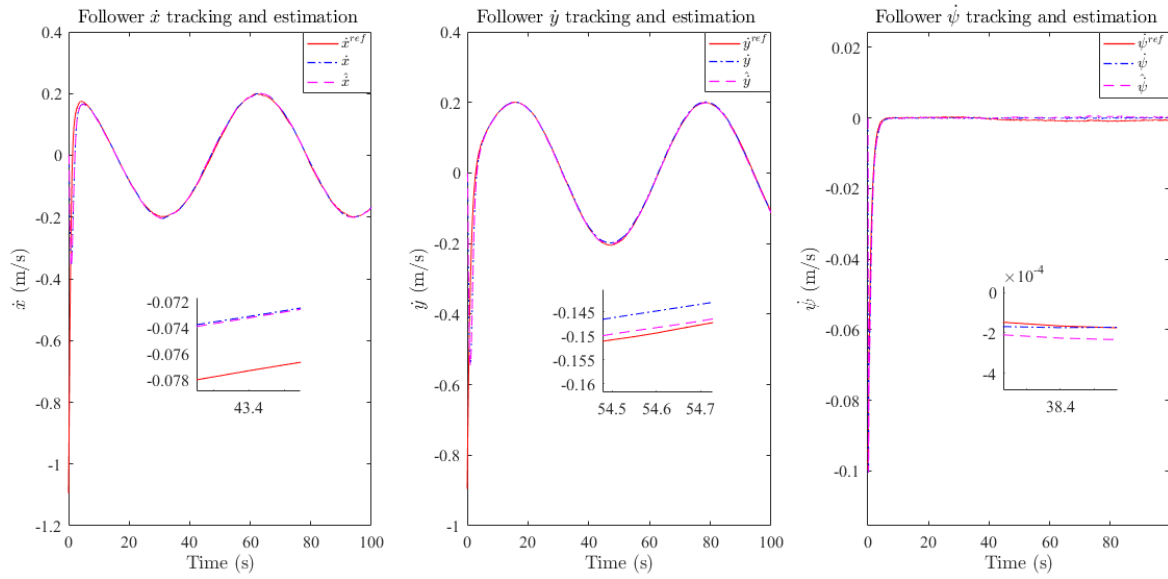 Follower ẋ tracking and estimation
0.4
0.2
0
-0.2
-0.4
-0.6
-0.8
-1
-1.2
ẋ (m/s)
ẋ^ref
ẋ
ẋ̂
-0.072
-0.074
-0.076
-0.078
43.4
0 20 40 60 80 100
Time (s)
Follower ẏ tracking and estimation
0.4
0.2
0
-0.2
-0.4
-0.6
-0.8
-1
ẏ (m/s)
ẏ^ref
ẏ
ẏ̂
-0.145
-0.15
-0.155
-0.16
54.5 54.6 54.7
0 20 40 60 80 100
Time (s)
Follower ψ̇ tracking and estimation
0.02
0
-0.02
-0.04
-0.06
-0.08
-0.1
ψ̇ (m/s)
ψ̇^ref
ψ̇
ψ̇̂
×10^-4
0
-2
-4
38.4
0 20 40 60 80 100
Time (s)